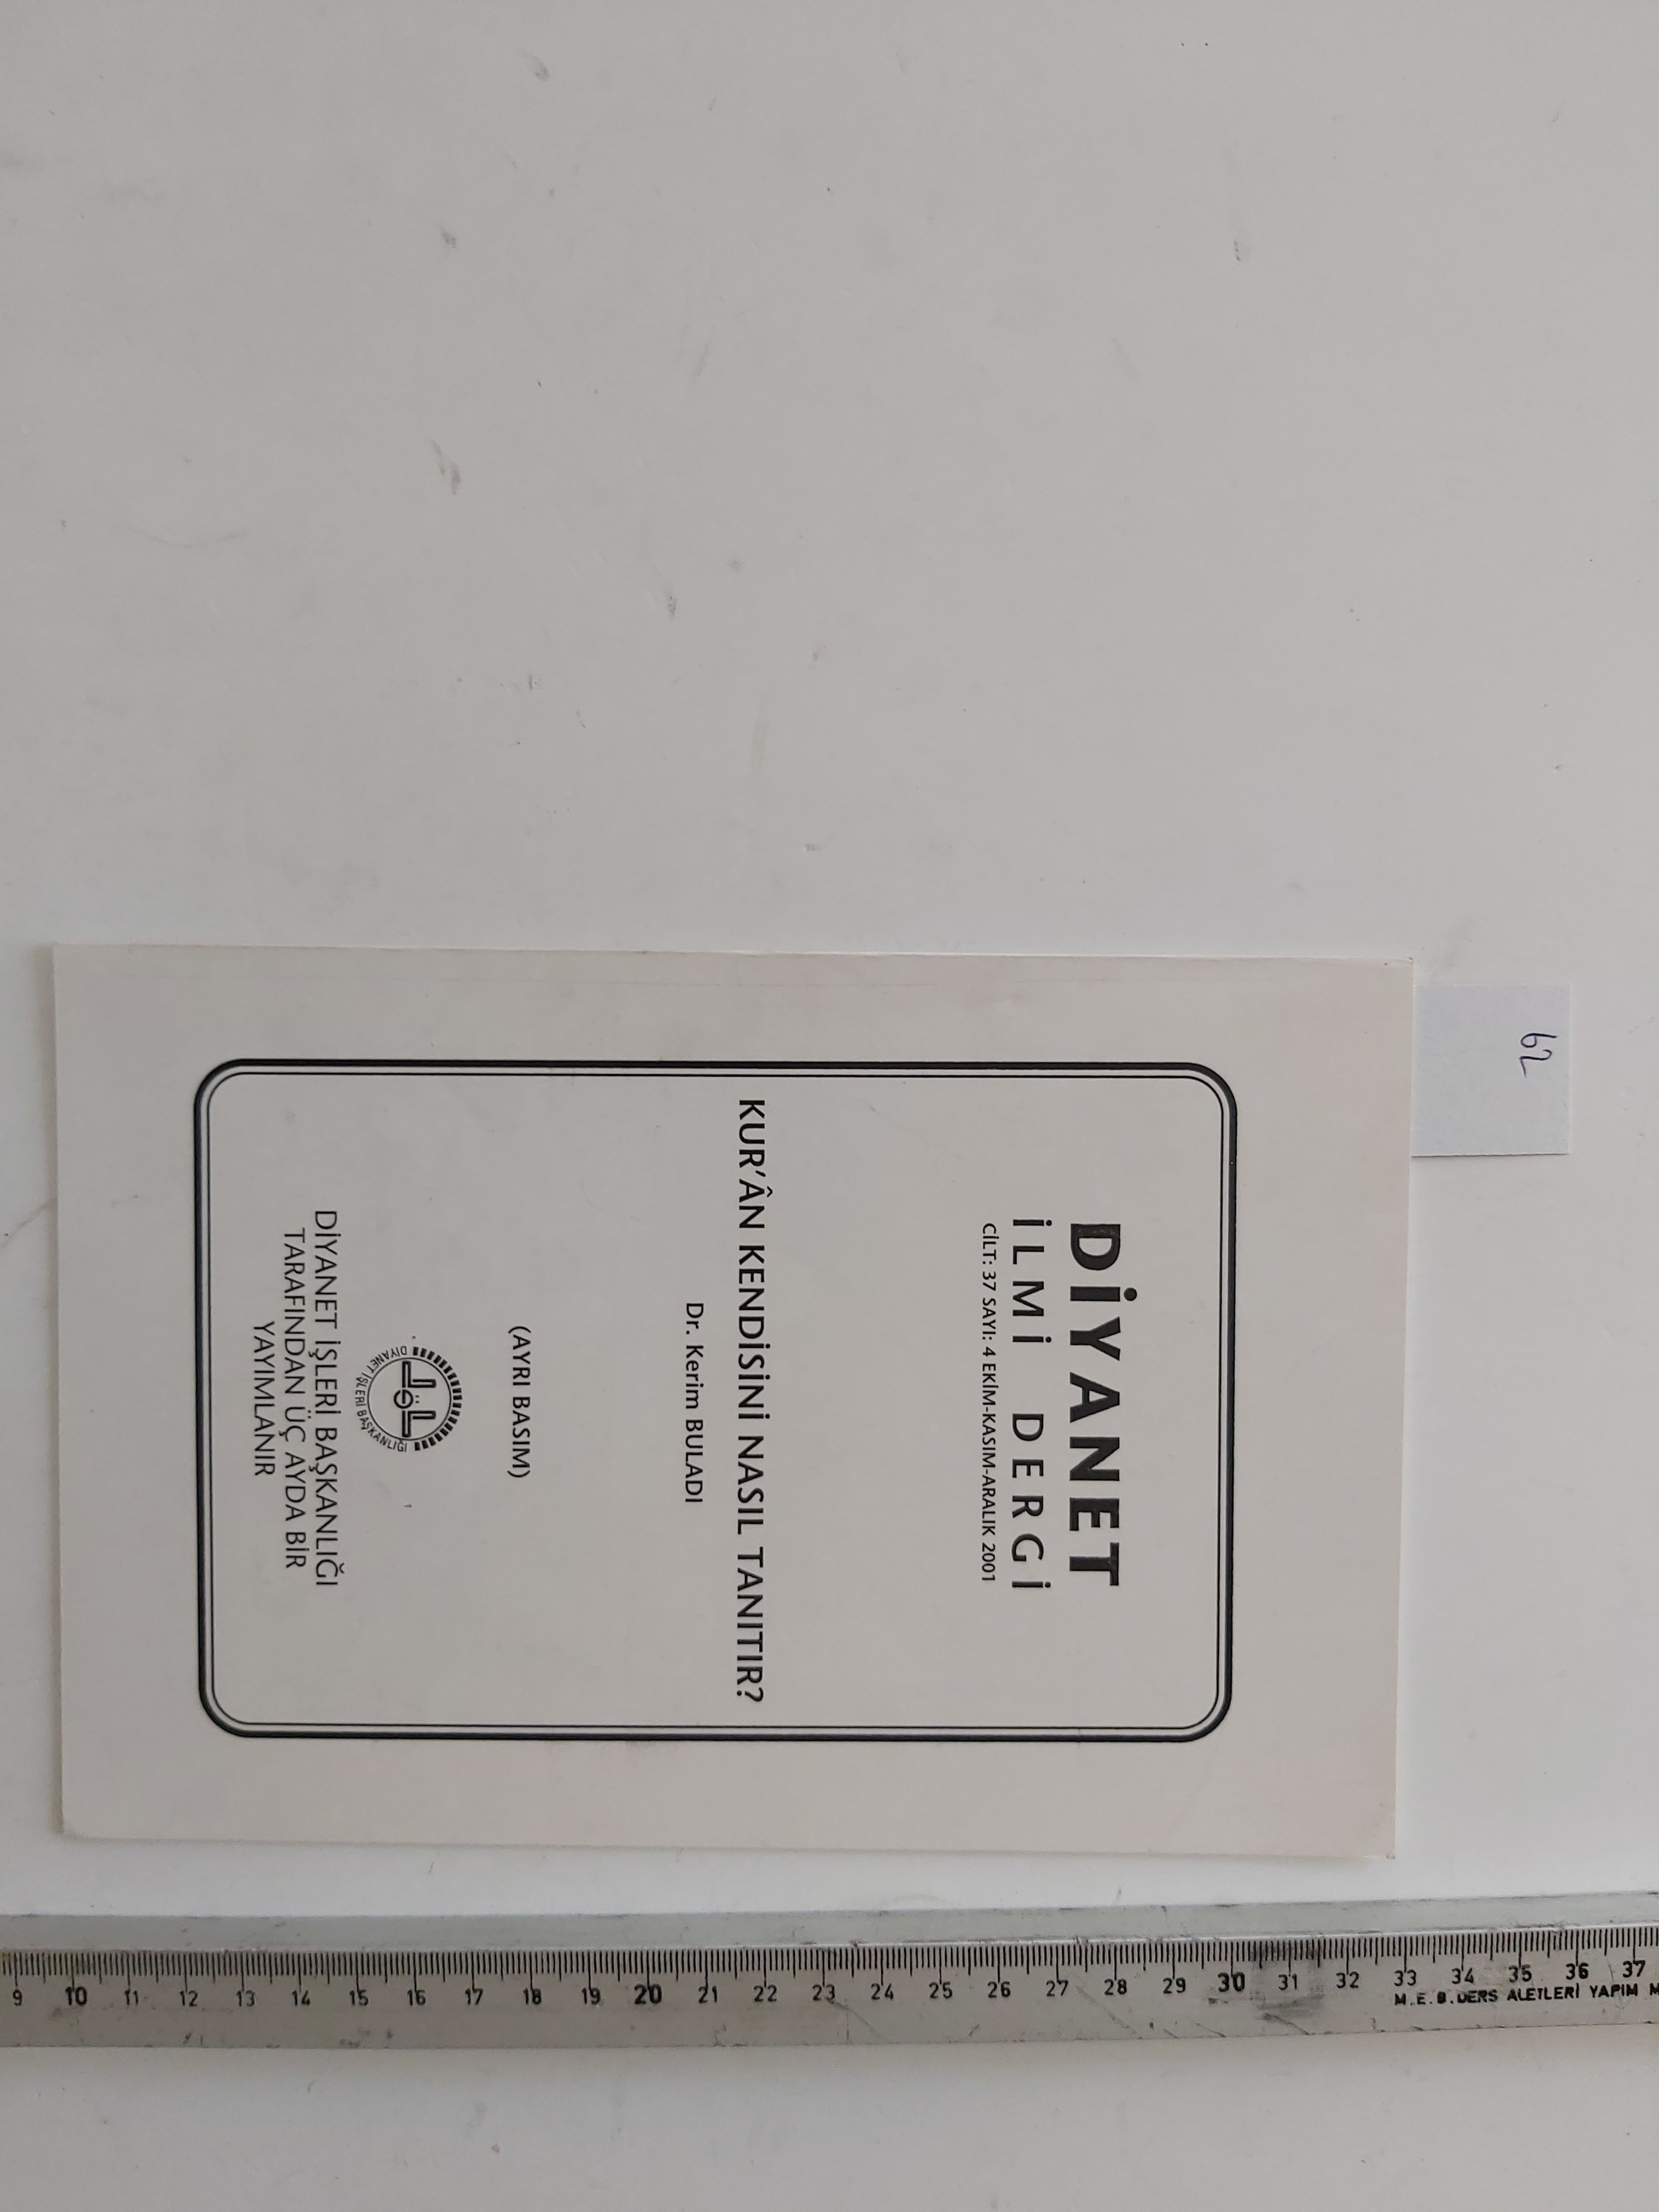 62
DİYANET
İLMİ DERGİ
CİLT: 37 SAYI: 4 EKİM-KASIM-ARALIK 2001
KUR'ÂN KENDİSİNİ NASIL TANITIR?
Dr. Kerim BULADI
(AYRI BASIM)
DİYANET İŞLERİ BAŞKANLIĞI
DİYANET İŞLERİ BAŞKANLIĞI
TARAFINDAN ÜÇ AYDA BİR
YAYIMLANIR
9 10 11 12 13 14 15 16 17 18 19 20 21 22 23 24 25 26 27 28 29 30 31 32 33 34 35 36 37
M.E.B.DERS ALETLERİ YAPIM M